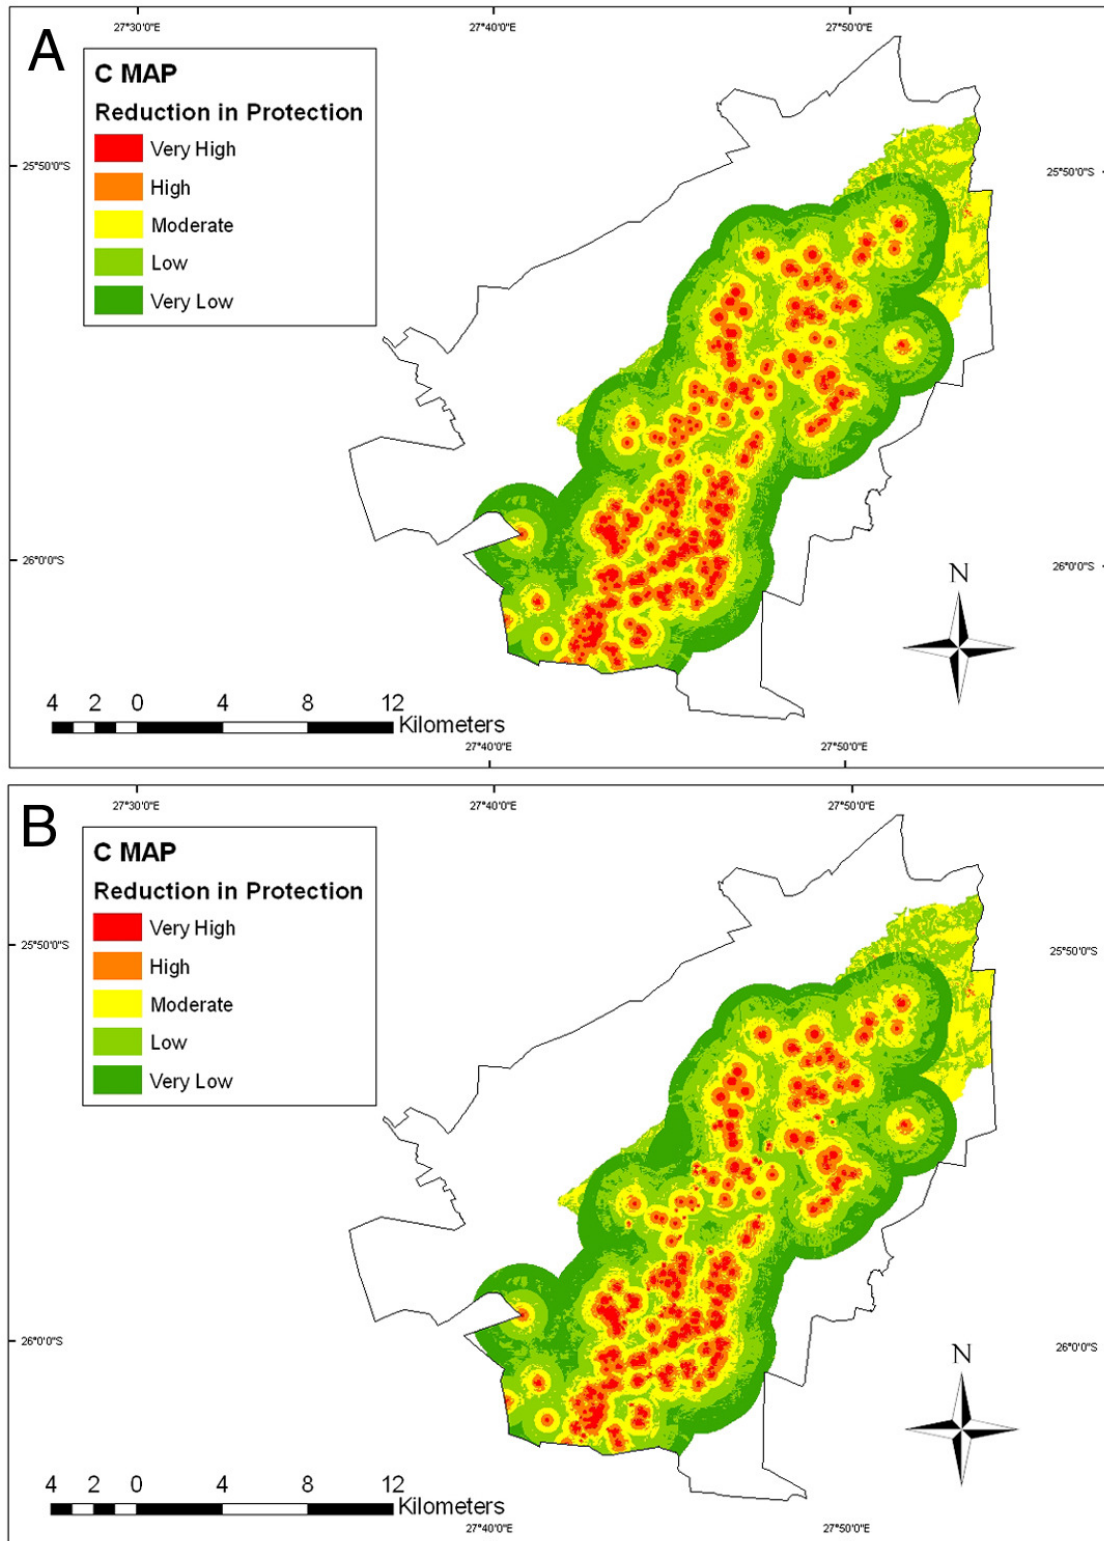 A
27°30'0"E
27°40'0"E
27°50'0"E
C MAP
Reduction in Protection
Very High
High
Moderate
Low
Very Low
25°50'0"S
25°50'0"S
26°0'0"S
26°0'0"S
N
4 2 0 4 8 12
Kilometers
27°40'0"E
27°50'0"E
B
27°30'0"E
27°40'0"E
27°50'0"E
C MAP
Reduction in Protection
Very High
High
Moderate
Low
Very Low
25°50'0"S
25°50'0"S
26°0'0"S
26°0'0"S
N
4 2 0 4 8 12
Kilometers
27°40'0"E
27°50'0"E